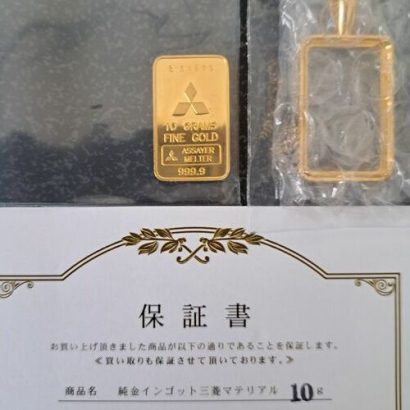 10 GRAMS
FINE GOLD
ASSAYER
MELTER
999.9
保証書
お買い上げ頂きました商品が以下の通りであることを保証します。
≪買い取りも保証させて頂いております。≫
商品名 純金インゴット三菱マテリアル 10g